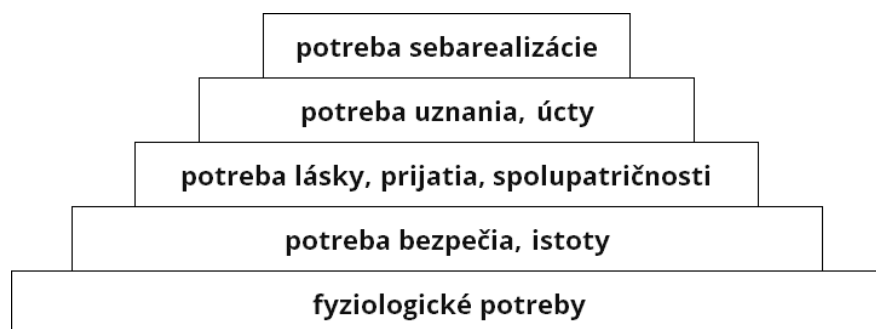 potreba sebarealizácie
potreba uznania, úcty
potreba lásky, prijatia, spolupatričnosti
potreba bezpečia, istoty
fyziologické potreby